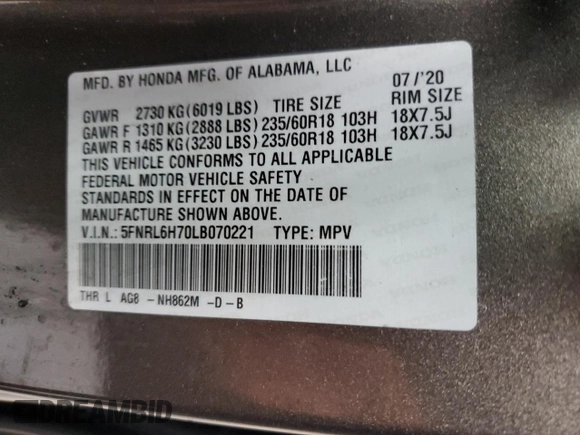 MFD. BY HONDA MFG. OF ALABAMA, LLC 07/'20
GVWR 2730 KG(6019 LBS) TIRE SIZE RIM SIZE
GAWR F 1310 KG(2888 LBS) 235/60R18 103H 18X7.5J
GAWR R 1465 KG(3230 LBS) 235/60R18 103H 18X7.5J
THIS VEHICLE CONFORMS TO ALL APPLICABLE
FEDERAL MOTOR VEHICLE SAFETY
STANDARDS IN EFFECT ON THE DATE OF
MANUFACTURE SHOWN ABOVE.
V.I.N.: 5FNRL6H70LB070221 TYPE: MPV
THR L AG8 -NH862M -D-B
DREAMBID